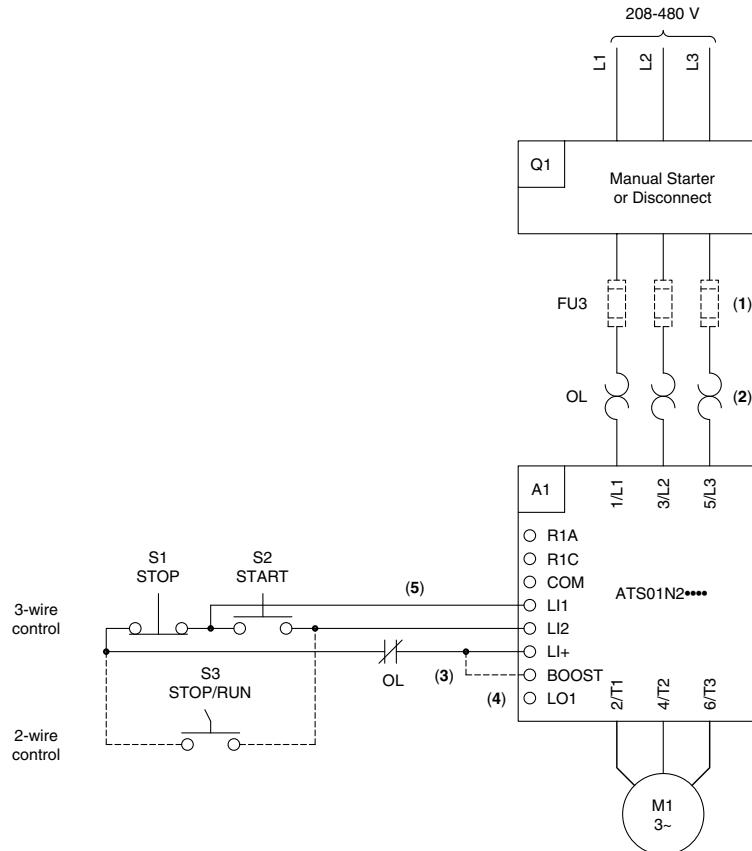 208-480 V
L1
L2
L3
Q1
Manual Starter
or Disconnect
FU3
(1)
OL
(2)
A1
1/L1
3/L2
5/L3
R1A
R1C
COM
LI1
LI2
LI+
BOOST
LO1
ATS01N2••••
S1
STOP
S2
START
(5)
3-wire
control
OL
(3)
(4)
S3
STOP/RUN
2-wire
control
2/T1
4/T2
6/T3
M1
3~